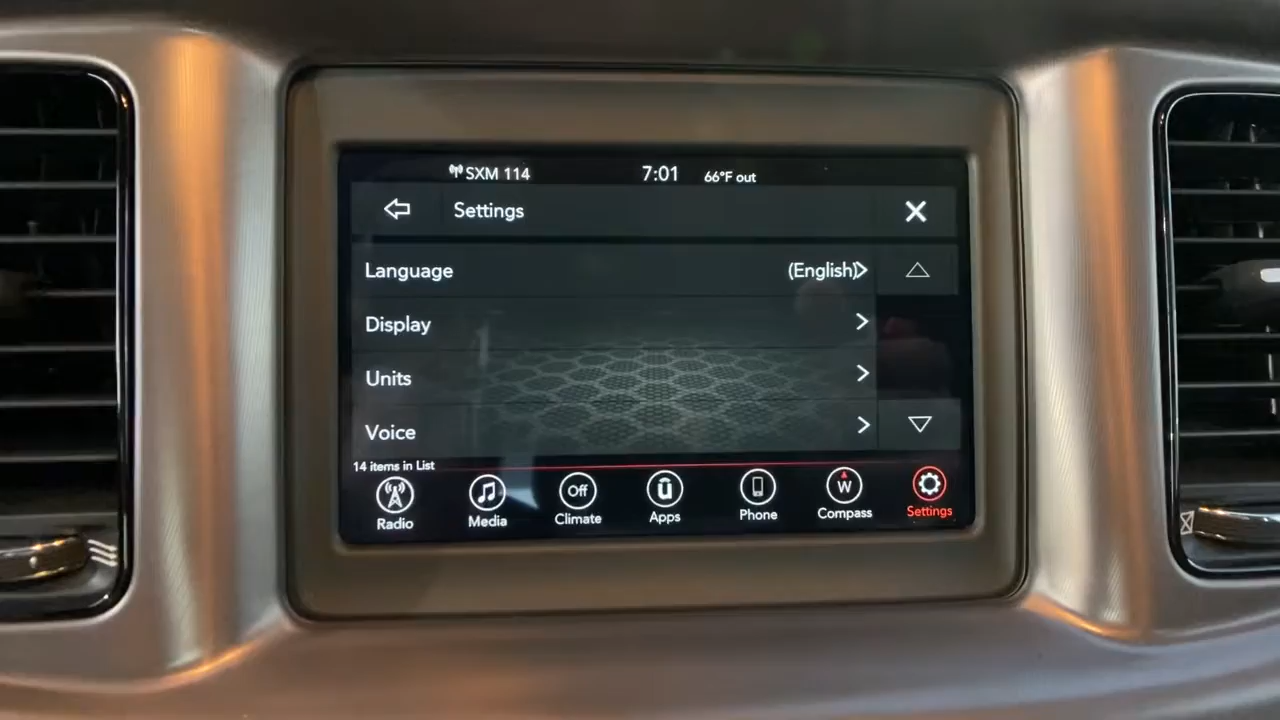 SXM 114 7:01 66°F out
Settings
Language (English)
Display
Units
Voice
14 items in List
Off W
Radio Media Climate Apps Phone Compass Settings